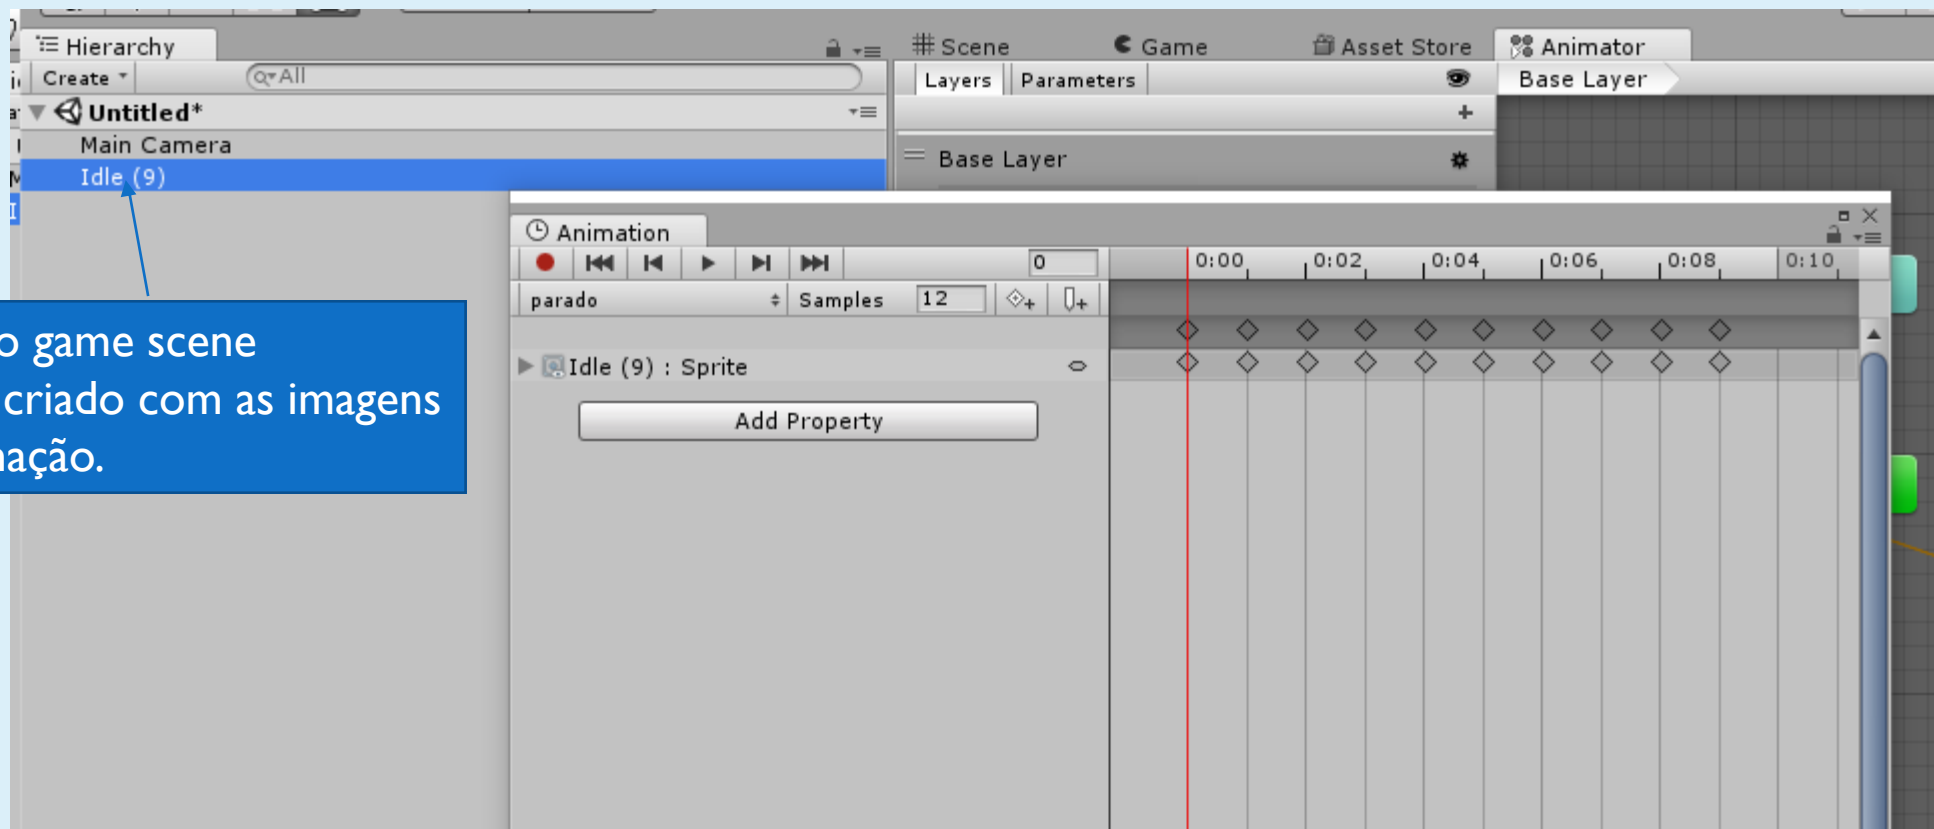 Hierarchy
Scene
Game
Asset Store
Animator
Create
All
Layers
Parameters
Base Layer
Untitled*
Main Camera
Idle (9)
Base Layer
Animation
0
0:00
0:02
0:04
0:06
0:08
0:10
parado
Samples
12
Idle (9) : Sprite
Add Property
o game scene
criado com as imagens